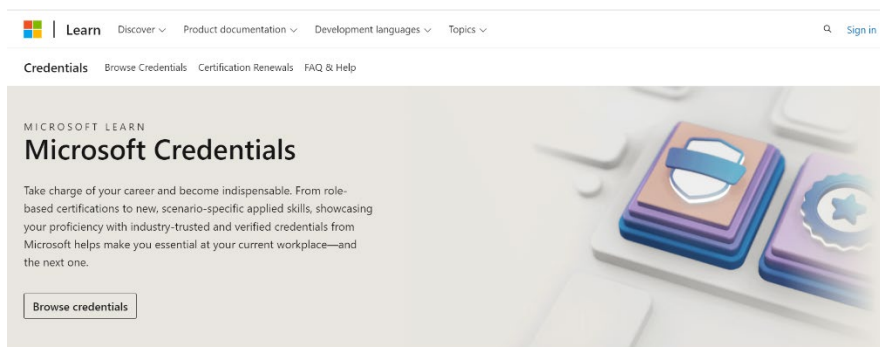 Learn Discover Product documentation Development languages Topics Sign in
Credentials Browse Credentials Certification Renewals FAQ & Help
MICROSOFT LEARN
Microsoft Credentials
Take charge of your career and become indispensable. From role-
based certifications to new, scenario-specific applied skills, showcasing
your proficiency with industry-trusted and verified credentials from
Microsoft helps make you essential at your current workplace—and
the next one.
Browse credentials